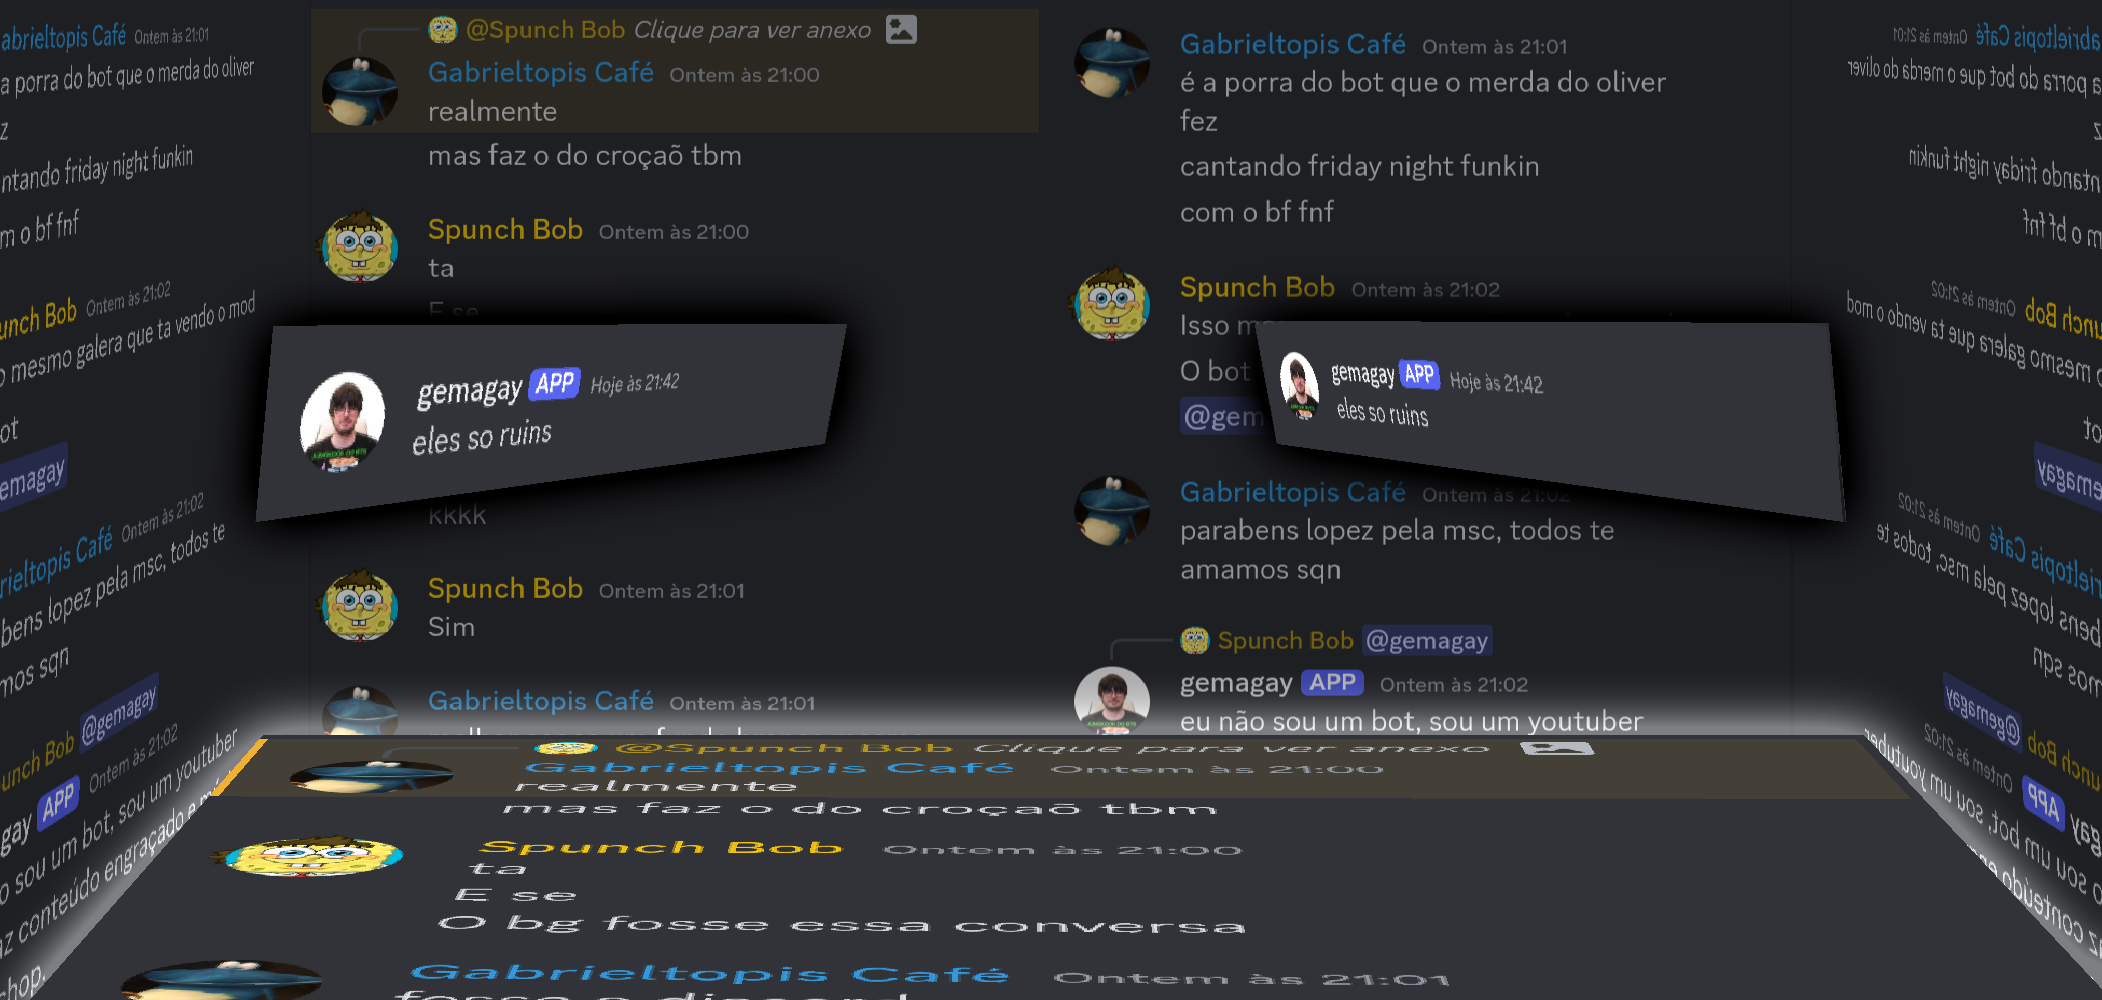 @Spunch Bob Clique para ver anexo
Gabrieltopis Café Ontem às 21:00
realmente
mas faz o do croçaõ tbm
Spunch Bob Ontem às 21:00
ta
E se
kkkk
Spunch Bob Ontem às 21:01
Sim
Gabrieltopis Café Ontem às 21:01
Gabrieltopis Café Ontem às 21:01
é a porra do bot que o merda do oliver
fez
cantando friday night funkin
com o bf fnf
Spunch Bob Ontem às 21:02
Isso m
O bot
@gem
Gabrieltopis Café Ontem às 21:02
parabens lopez pela msc, todos te
amamos sqn
Spunch Bob @gemagay
gemagay APP Ontem às 21:02
eu não sou um bot, sou um youtuber
gemagay APP Hoje às 21:42
eles so ruins
gemagay APP Hoje às 21:42
eles so ruins
abrieltopis Café Ontem às 21:01
a porra do bot que o merda do oliver
z
ntando friday night funkin
m o bf fnf
unch Bob Ontem às 21:02
o mesmo galera que ta vendo o mod
ot
emagay
rieltopis Café Ontem às 21:02
bens lopez pela msc, todos te
mos sqn
unch Bob @gemagay
gay APP Ontem às 21:02
o sou um bot, sou um youtuber
az conteúdo engraçado e
hop,
abrieltopis Café Ontem às 21:01
a porra do bot que o merda do oliver
z
ntando friday night funkin
m o bf fnf
unch Bob Ontem às 21:02
o mesmo galera que ta vendo o mod
ot
emagay
rieltopis Café Ontem às 21:02
bens lopez pela msc, todos te
mos sqn
unch Bob @gemagay
gay APP Ontem às 21:02
o sou um bot, sou um youtuber
az conteúdo e
@Spunch Bob Clique para ver anexo
Gabrieltopis Café Ontem às 21:00
realmente
mas faz o do croçaõ tbm
Spunch Bob Ontem às 21:00
ta
E se
O bg fosse essa conversa
Gabrieltopis Café Ontem às 21:01
fosse o discord